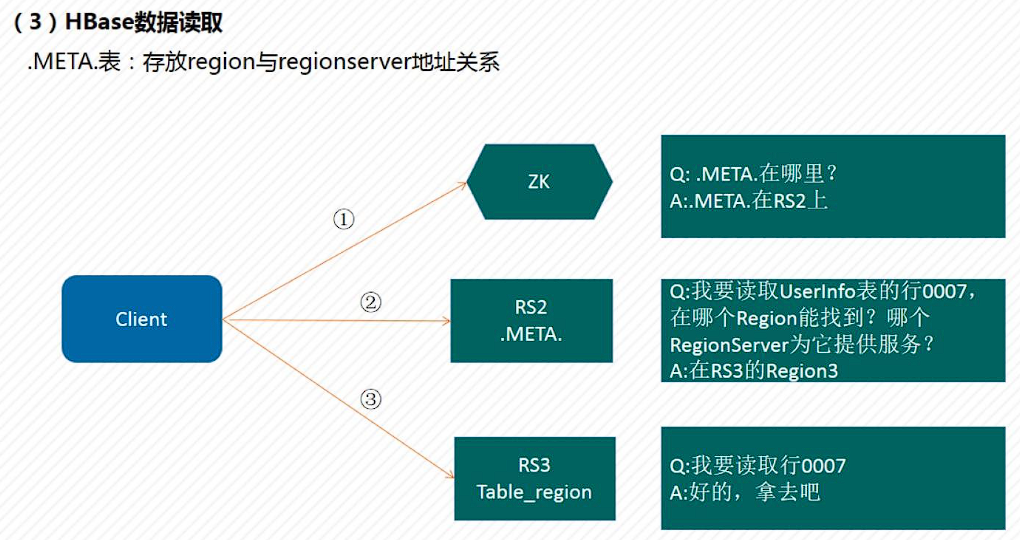 （3）HBase数据读取
.META.表：存放region与regionserver地址关系
ZK
Q: .META.在哪里？
A:.META.在RS2上
①
Client
②
RS2
.META.
Q:我要读取UserInfo表的行0007，
在哪个Region能找到？哪个
RegionServer为它提供服务？
A:在RS3的Region3
③
RS3
Table_region
Q:我要读取行0007
A:好的，拿去吧